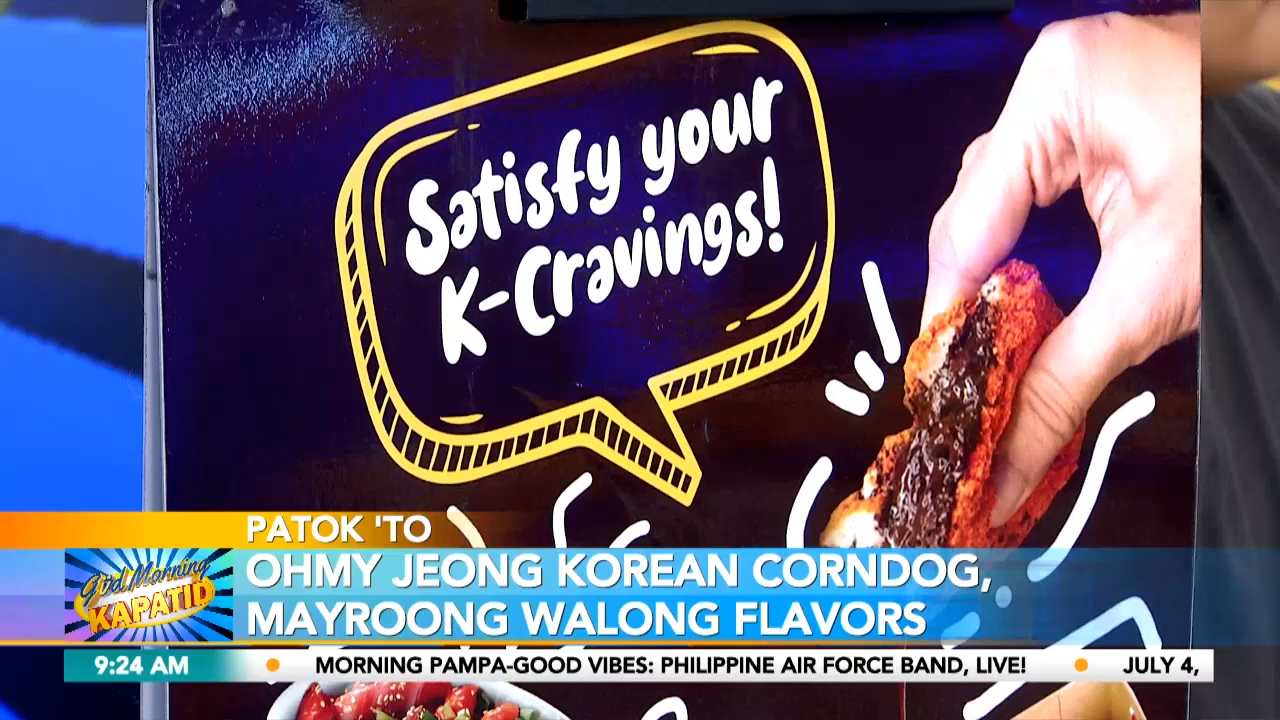 Satisfy your
K-Cravings!
PATOK 'TO
Gud Morning
KAPATID
OHMY JEONG KOREAN CORNDOG,
MAYROONG WALONG FLAVORS
9:24 AM
MORNING PAMPA-GOOD VIBES: PHILIPPINE AIR FORCE BAND, LIVE!
JULY 4,